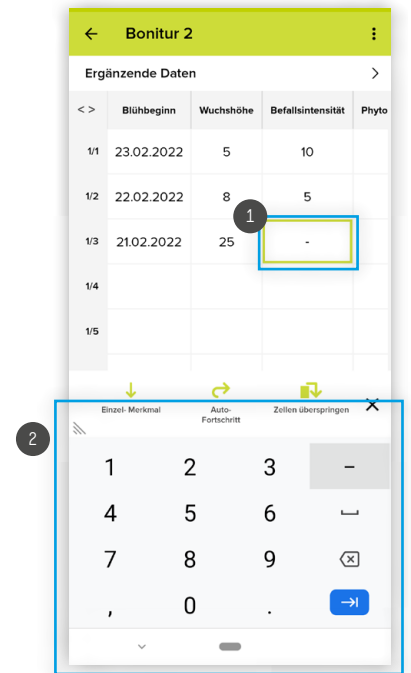 Bonitur 2
Ergänzende Daten
< > Blühbeginn Wuchshöhe Befallsintensität Phyto
1/1 23.02.2022 5 10
1/2 22.02.2022 8 5
1
1/3 21.02.2022 25 -
1/4
1/5
Einzel- Merkmal Auto- Zellen überspringen
Fortschritt
2
1 2 3 –
4 5 6
7 8 9
, 0 .